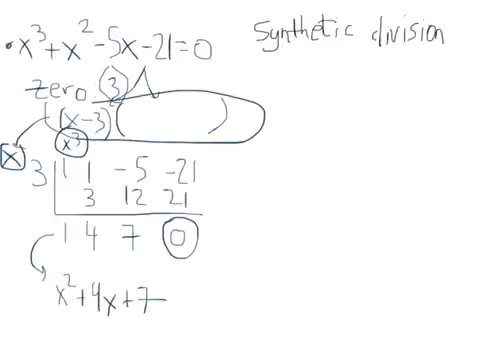 • x³ + x² - 5x - 21 = 0
Synthetic division
zero 3
(x - 3) ( )
x³
x
3 | 1 1 -5 -21
3 12 21
1 4 7 0
x² + 4x + 7